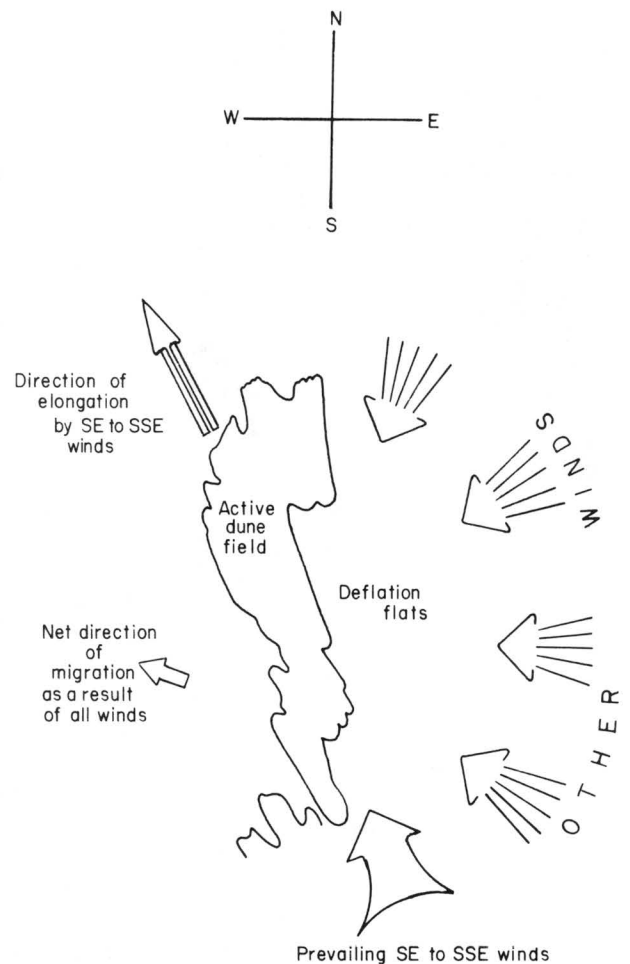 N
W
E
S
Direction of
elongation
by SE to SSE
winds
WINDS
Active
dune
field
Deflation
flats
Net direction
of
migration
as a result
of all winds
OTHER
Prevailing SE to SSE winds